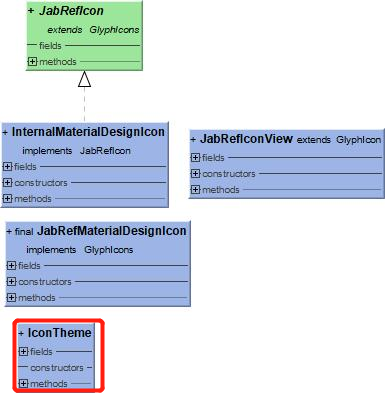 + JabRefIcon
extends GlyphIcons
fields
methods
+ InternalMaterialDesignIcon
implements JabRefIcon
fields
constructors
methods
+ JabRefIconView extends GlyphIcon
fields
constructors
methods
+ final JabRefMaterialDesignIcon
implements GlyphIcons
fields
constructors
methods
+ IconTheme
fields
constructors
methods